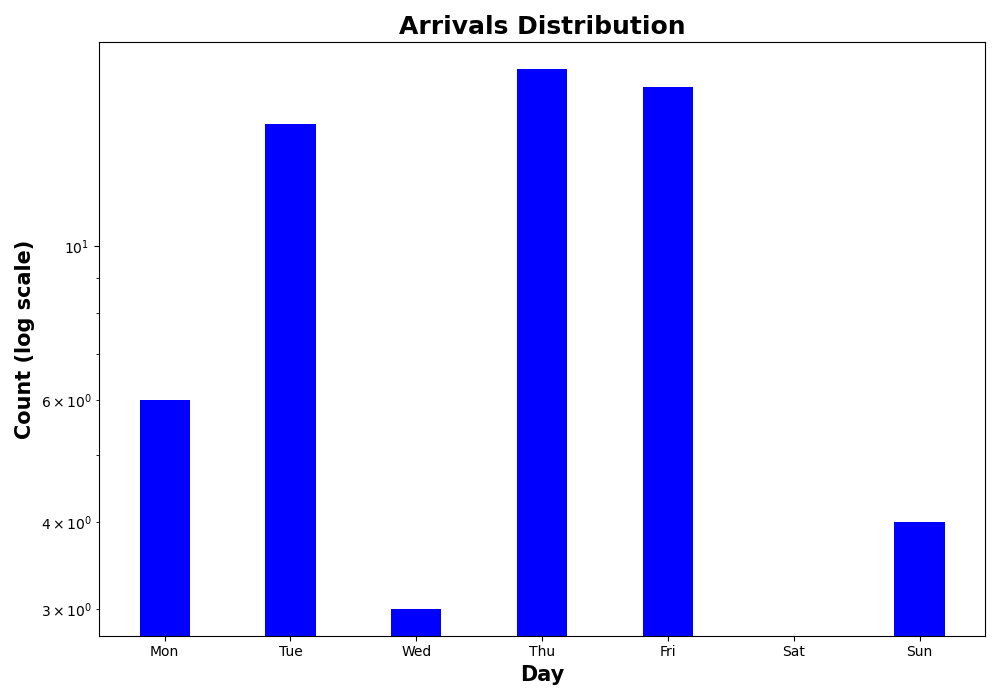 Arrivals Distribution
Count (log scale)
10¹
6 × 10⁰
4 × 10⁰
3 × 10⁰
Mon Tue Wed Thu Fri Sat Sun
Day